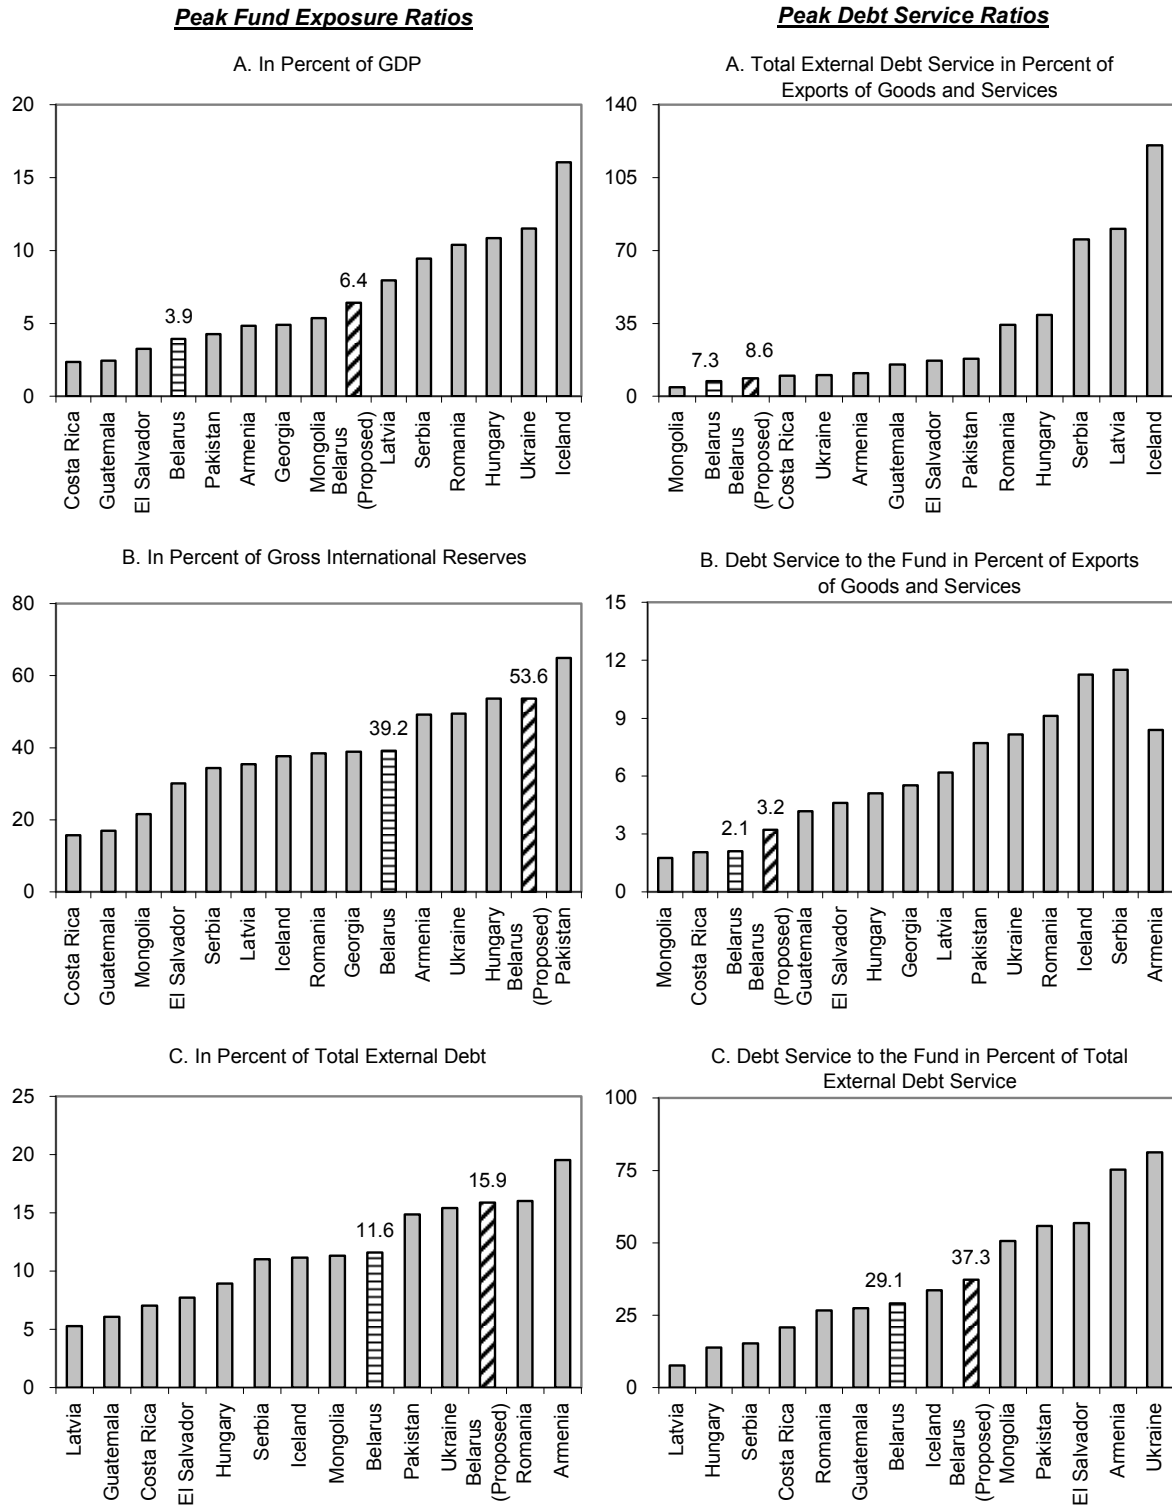 Peak Fund Exposure Ratios
A. In Percent of GDP
20
15
10
5
0
3.9
6.4
Costa Rica
Guatemala
El Salvador
Belarus
Pakistan
Armenia
Georgia
Mongolia
Belarus
(Proposed)
Latvia
Serbia
Romania
Hungary
Ukraine
Iceland
B. In Percent of Gross International Reserves
80
60
40
20
0
39.2
53.6
Costa Rica
Guatemala
Mongolia
El Salvador
Serbia
Latvia
Iceland
Romania
Georgia
Belarus
Armenia
Ukraine
Hungary
Belarus
(Proposed)
Pakistan
C. In Percent of Total External Debt
25
20
15
10
5
0
11.6
15.9
Latvia
Guatemala
Costa Rica
El Salvador
Hungary
Serbia
Iceland
Mongolia
Belarus
Pakistan
Ukraine
Belarus
(Proposed)
Romania
Armenia
Peak Debt Service Ratios
A. Total External Debt Service in Percent of
Exports of Goods and Services
140
105
70
35
0
7.3
8.6
Mongolia
Belarus
Belarus
(Proposed)
Costa Rica
Ukraine
Armenia
Guatemala
El Salvador
Pakistan
Romania
Hungary
Serbia
Latvia
Iceland
B. Debt Service to the Fund in Percent of Exports
of Goods and Services
15
12
9
6
3
0
2.1
3.2
Mongolia
Costa Rica
Belarus
Belarus
(Proposed)
Guatemala
El Salvador
Hungary
Georgia
Latvia
Pakistan
Ukraine
Romania
Iceland
Serbia
Armenia
C. Debt Service to the Fund in Percent of Total
External Debt Service
100
75
50
25
0
29.1
37.3
Latvia
Hungary
Serbia
Costa Rica
Romania
Guatemala
Belarus
Iceland
Belarus
(Proposed)
Mongolia
Pakistan
El Salvador
Armenia
Ukraine